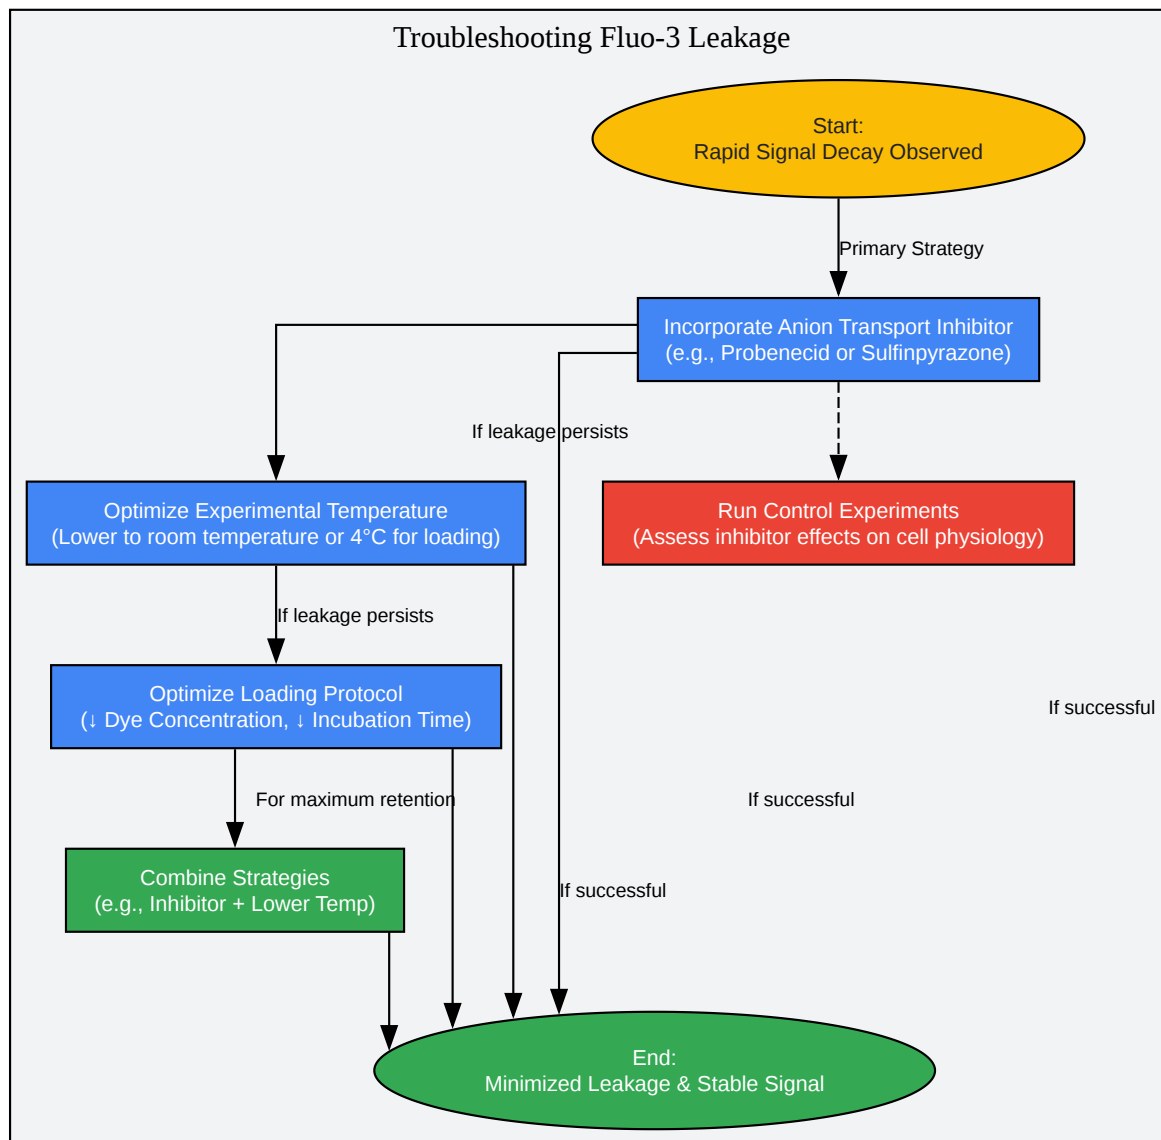 Troubleshooting Fluo-3 Leakage
Start:
Rapid Signal Decay Observed
Primary Strategy
Incorporate Anion Transport Inhibitor
(e.g., Probenecid or Sulfinpyrazone)
If leakage persists
Optimize Experimental Temperature
(Lower to room temperature or 4°C for loading)
Run Control Experiments
(Assess inhibitor effects on cell physiology)
If leakage persists
Optimize Loading Protocol
(↓ Dye Concentration, ↓ Incubation Time)
If successful
For maximum retention
If successful
Combine Strategies
(e.g., Inhibitor + Lower Temp)
If successful
End:
Minimized Leakage & Stable Signal